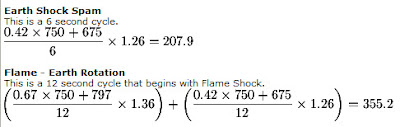 Earth Shock Spam
This is a 6 second cycle.
0.42 × 750 + 675
6
× 1.26 = 207.9
Flame - Earth Rotation
This is a 12 second cycle that begins with Flame Shock.
( 0.67 × 750 + 797 / 12 × 1.36 ) + ( 0.42 × 750 + 675 / 12 × 1.26 ) = 355.2